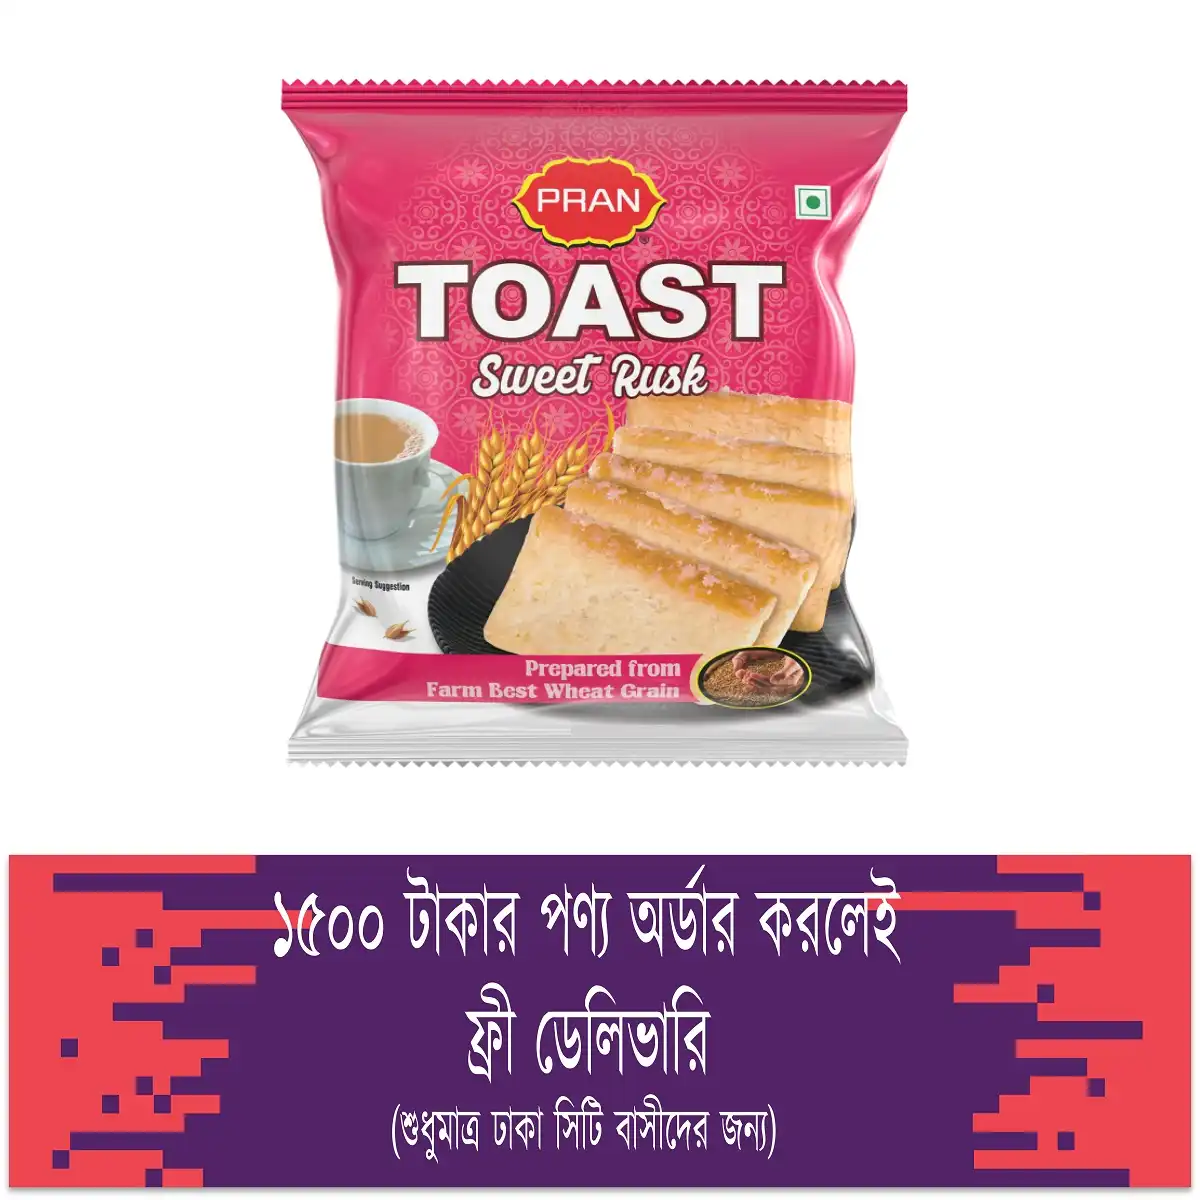 PRAN
®
TOAST
Sweet Rusk
Serving Suggestion
Prepared from
Farm Best Wheat Grain
১৫০০ টাকার পণ্য অর্ডার করলেই
ফ্রী ডেলিভারি
(শুধুমাত্র ঢাকা সিটি বাসীদের জন্য)